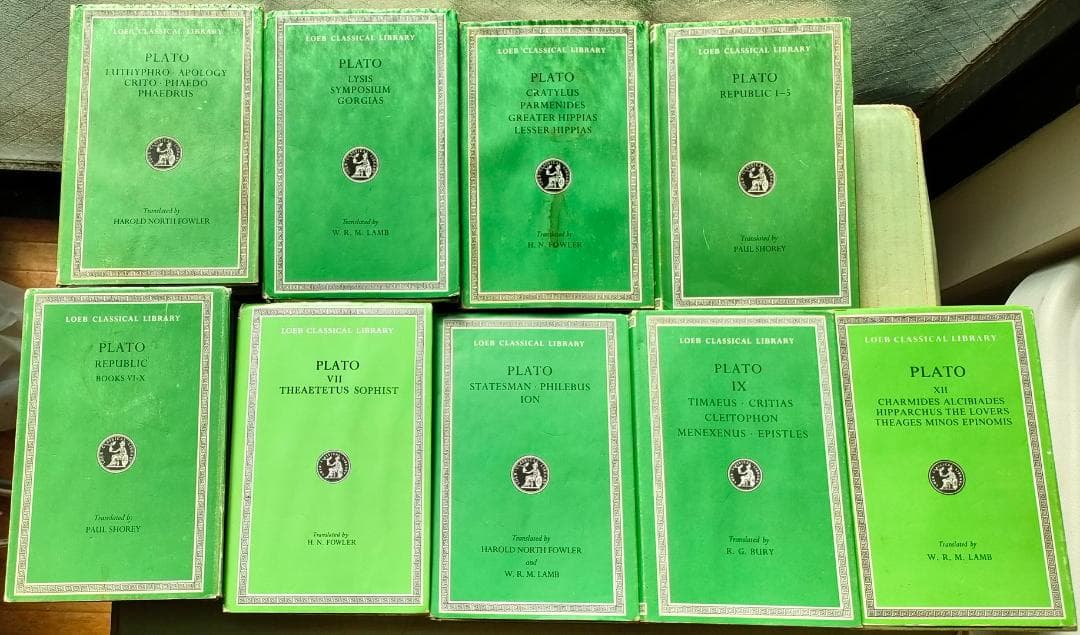 LOEB CLASSICAL LIBRARY
PLATO
EUTHYPHRO · APOLOGY
CRITO · PHAEDO
PHAEDRUS
Translated by
HAROLD NORTH FOWLER
LOEB CLASSICAL LIBRARY
PLATO
LYSIS
SYMPOSIUM
GORGIAS
Translated by
W. R. M. LAMB
LOEB CLASSICAL LIBRARY
PLATO
CRATYLUS
PARMENIDES
GREATER HIPPIAS
LESSER HIPPIAS
Translated by
H. N. FOWLER
LOEB CLASSICAL LIBRARY
PLATO
REPUBLIC I-5
Translated by
PAUL SHOREY
LOEB CLASSICAL LIBRARY
PLATO
REPUBLIC
BOOKS VI-X
Translated by
PAUL SHOREY
LOEB CLASSICAL LIBRARY
PLATO
VII
THEAETETUS SOPHIST
Translated by
H. N. FOWLER
LOEB CLASSICAL LIBRARY
PLATO
STATESMAN · PHILEBUS
ION
Translated by
HAROLD NORTH FOWLER
and
W. R. M. LAMB
LOEB CLASSICAL LIBRARY
PLATO
IX
TIMAEUS · CRITIAS
CLEITOPHON
MENEXENUS · EPISTLES
Translated by
R. G. BURY
LOEB CLASSICAL LIBRARY
PLATO
XII
CHARMIDES ALCIBIADES
HIPPARCHUS THE LOVERS
THEAGES MINOS EPINOMIS
Translated by
W. R. M. LAMB